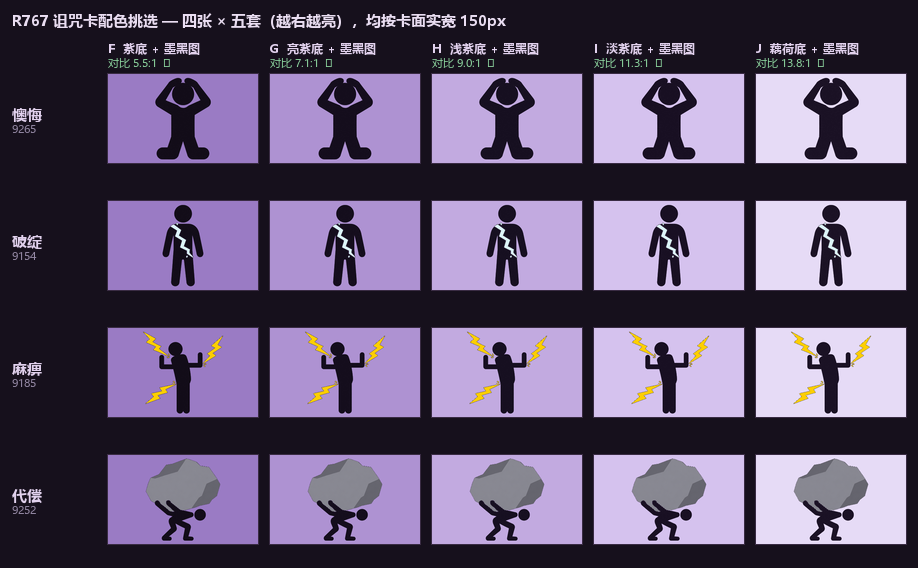 R767 诅咒卡配色挑选 — 四张 × 五套（越右越亮），均按卡面实宽 150px
F 紫底 + 墨黑图
对比 5.5:1
G 亮紫底 + 墨黑图
对比 7.1:1
H 浅紫底 + 墨黑图
对比 9.0:1
I 淡紫底 + 墨黑图
对比 11.3:1
J 藕荷底 + 墨黑图
对比 13.8:1
懊悔
9265
破绽
9154
麻痹
9185
代偿
9252